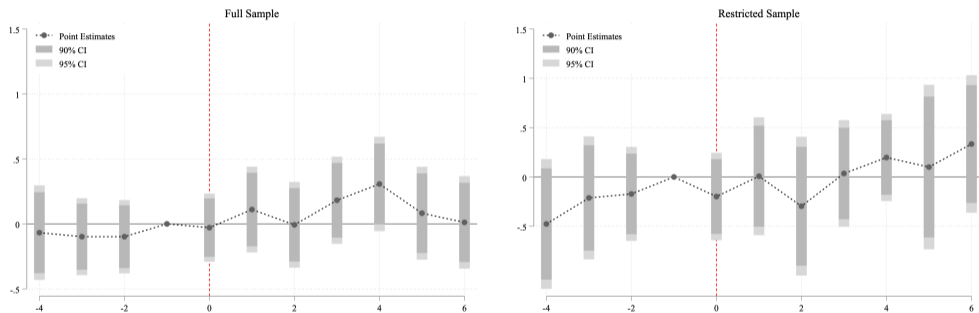 Full Sample
1.5
1
.5
0
-.5
-4
-2
0
2
4
6
Point Estimates
90% CI
95% CI
Restricted Sample
1.5
1
.5
0
-.5
-4
-2
0
2
4
6
Point Estimates
90% CI
95% CI